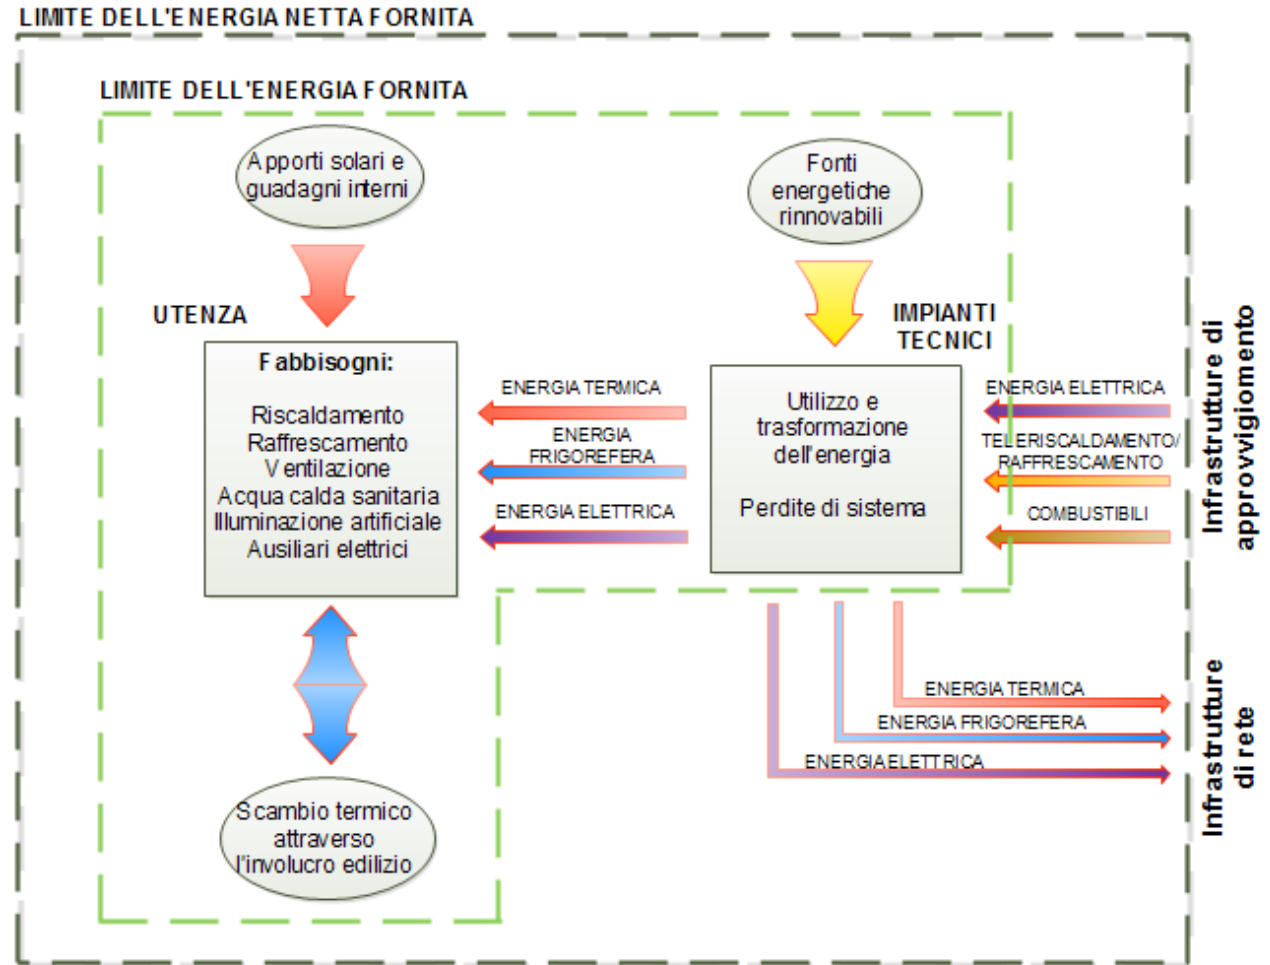 LIMITE DELL'ENERGIA NETTA FORNITA
LIMITE DELL'ENERGIA FORNITA
Apporti solari e
guadagni interni
Fonti
energetiche
rinnovabili
UTENZA
IMPIANTI
TECNICI
Fabbisogni:
Riscaldamento
Raffrescamento
Ventilazione
Acqua calda sanitaria
Illuminazione artificiale
Ausiliari elettrici
ENERGIA TERMICA
ENERGIA
FRIGOREFERA
ENERGIA ELETTRICA
Utilizzo e
trasformazione
dell'energia
Perdite di sistema
ENERGIA ELETTRICA
TELERISCALDAMENTO/
RAFFRESCAMENTO
COMBUSTIBILI
Infrastrutture di
approvvigiomento
ENERGIA TERMICA
ENERGIA FRIGOREFERA
ENERGIA ELETTRICA
Infrastrutture
di rete
Scambio termico
attraverso
l'involucro edilizio